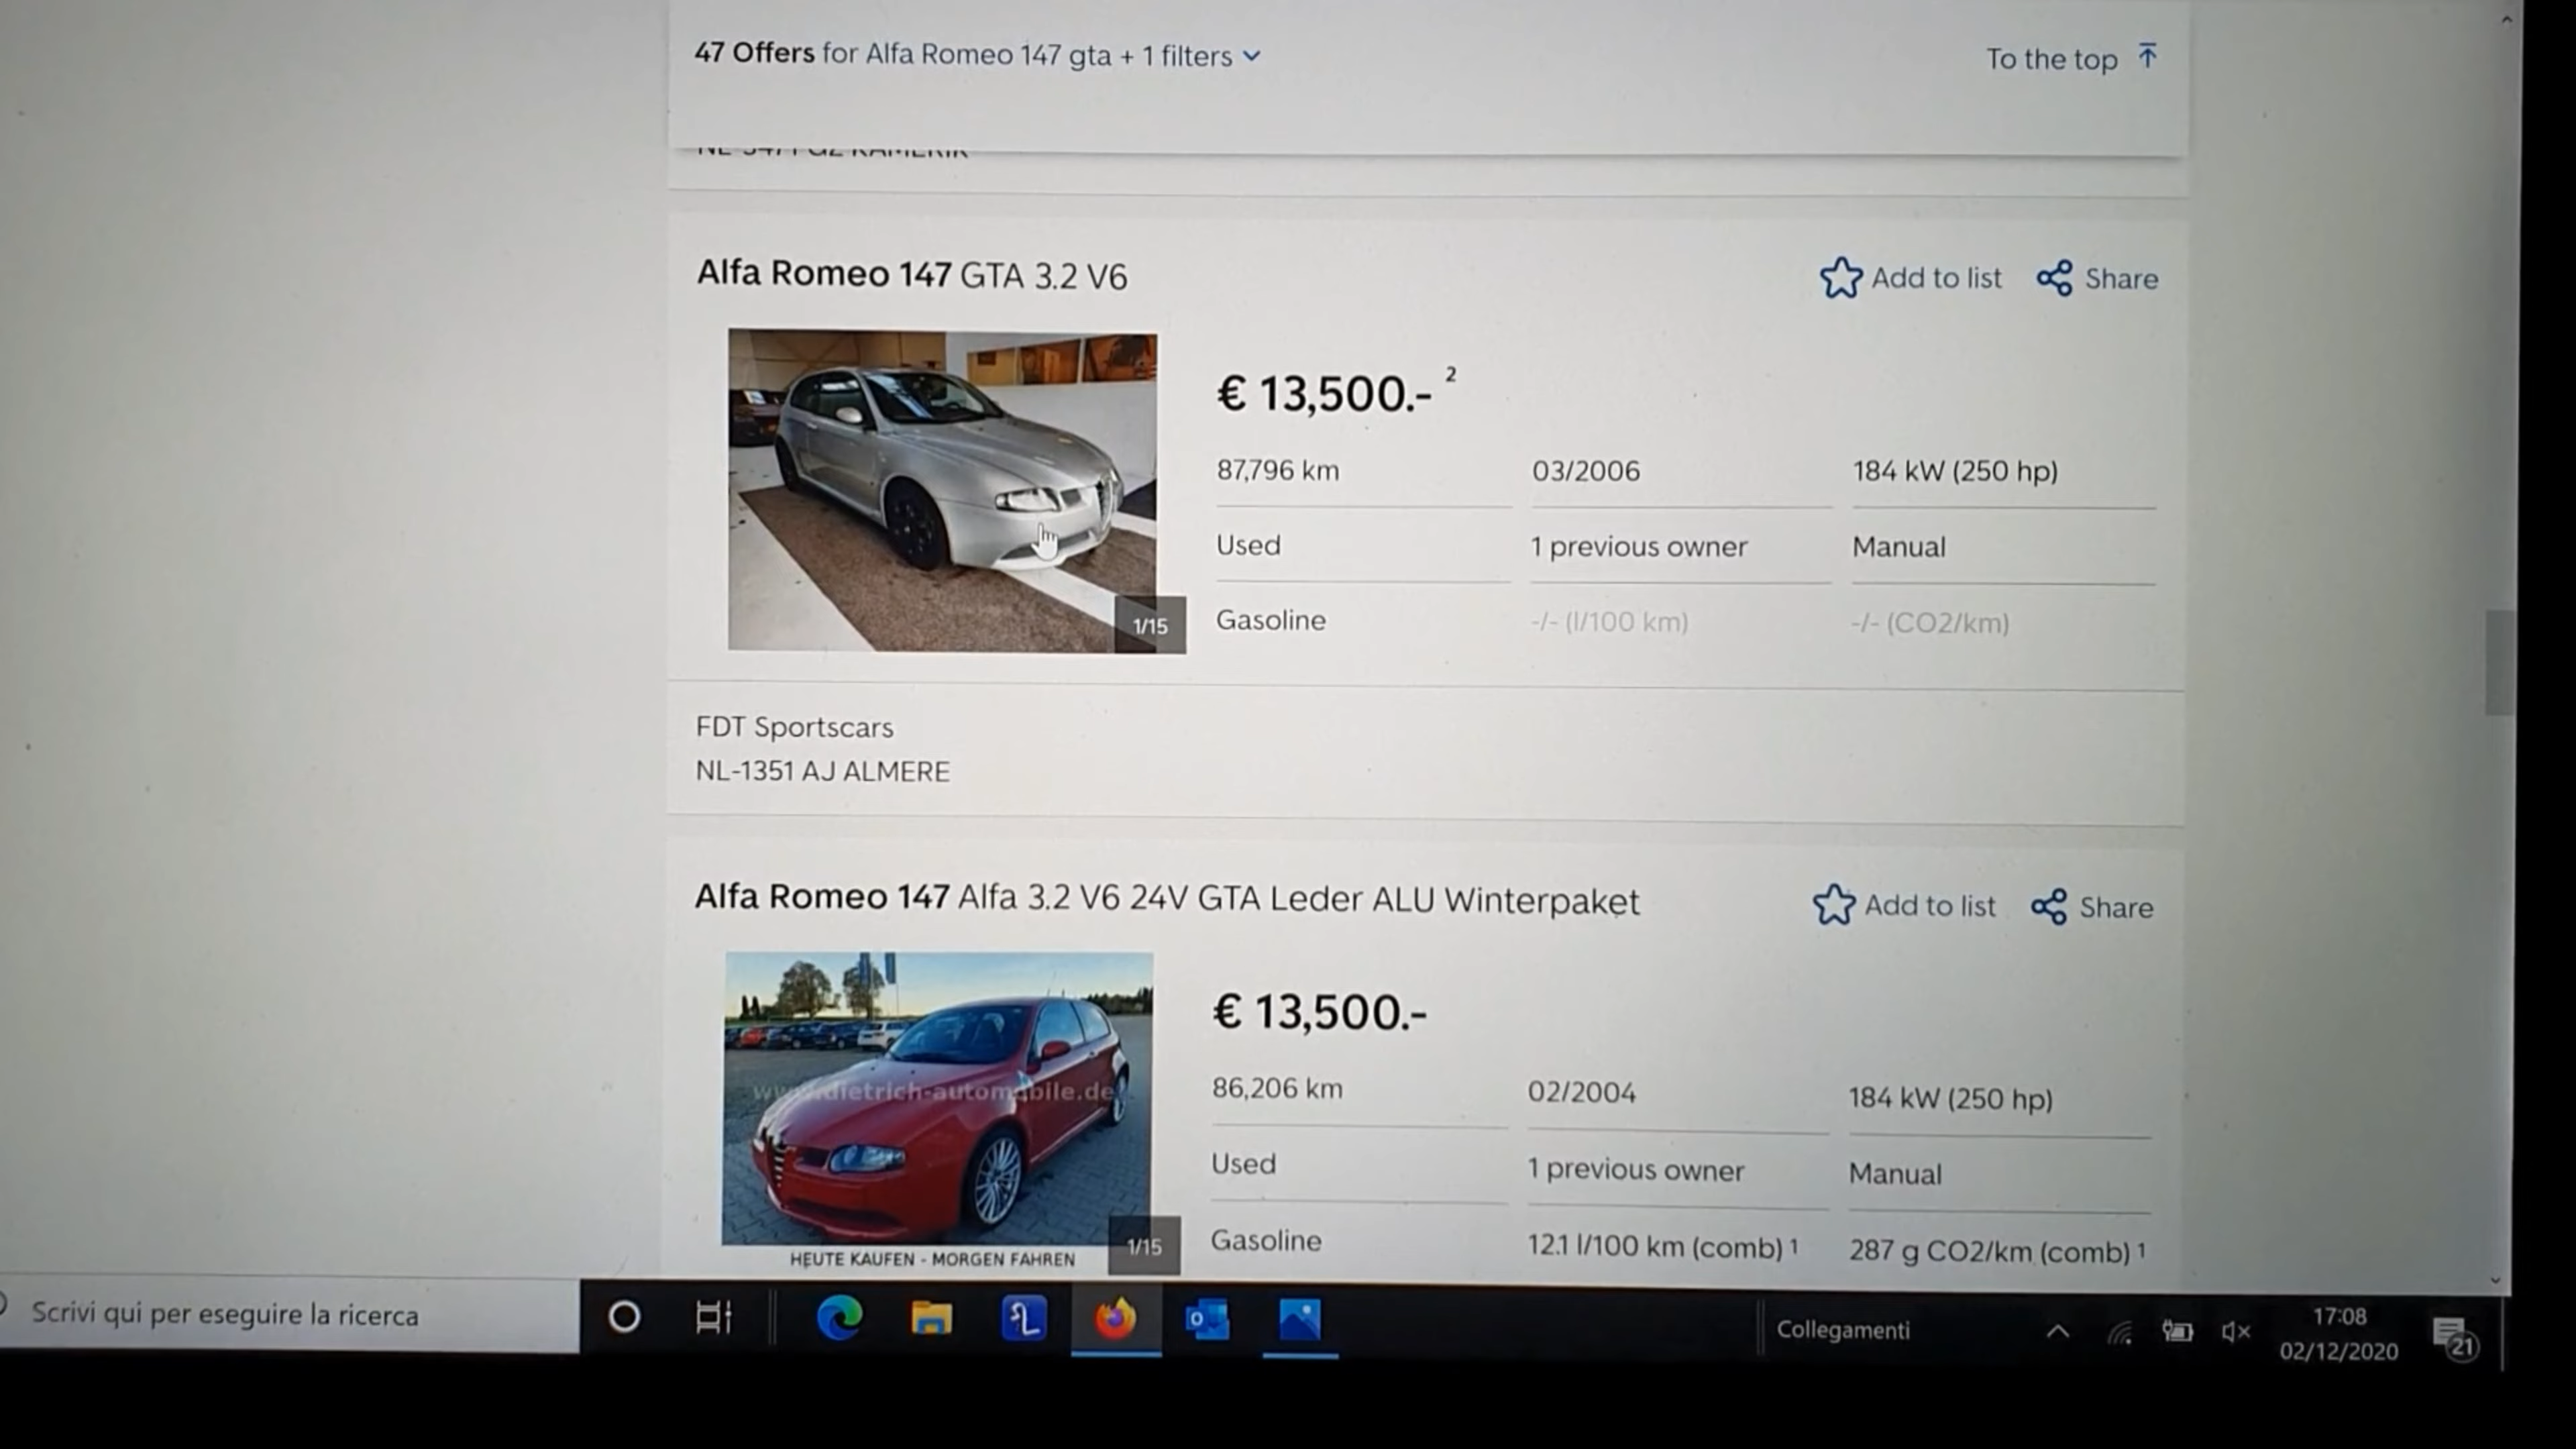 47 Offers for Alfa Romeo 147 gta + 1 filters
To the top
Alfa Romeo 147 GTA 3.2 V6
Add to list
Share
€ 13,500.- 2
87,796 km
03/2006
184 kW (250 hp)
Used
1 previous owner
Manual
Gasoline
-/- (l/100 km)
-/- (CO2/km)
1/15
FDT Sportscars
NL-1351 AJ ALMERE
Alfa Romeo 147 Alfa 3.2 V6 24V GTA Leder ALU Winterpaket
Add to list
Share
€ 13,500.-
www.dietrich-automobile.de
86,206 km
02/2004
184 kW (250 hp)
Used
1 previous owner
Manual
Gasoline
12.1 l/100 km (comb) 1
287 g CO2/km (comb) 1
1/15
HEUTE KAUFEN - MORGEN FAHREN
Scrivi qui per eseguire la ricerca
Collegamenti
17:08
02/12/2020
21